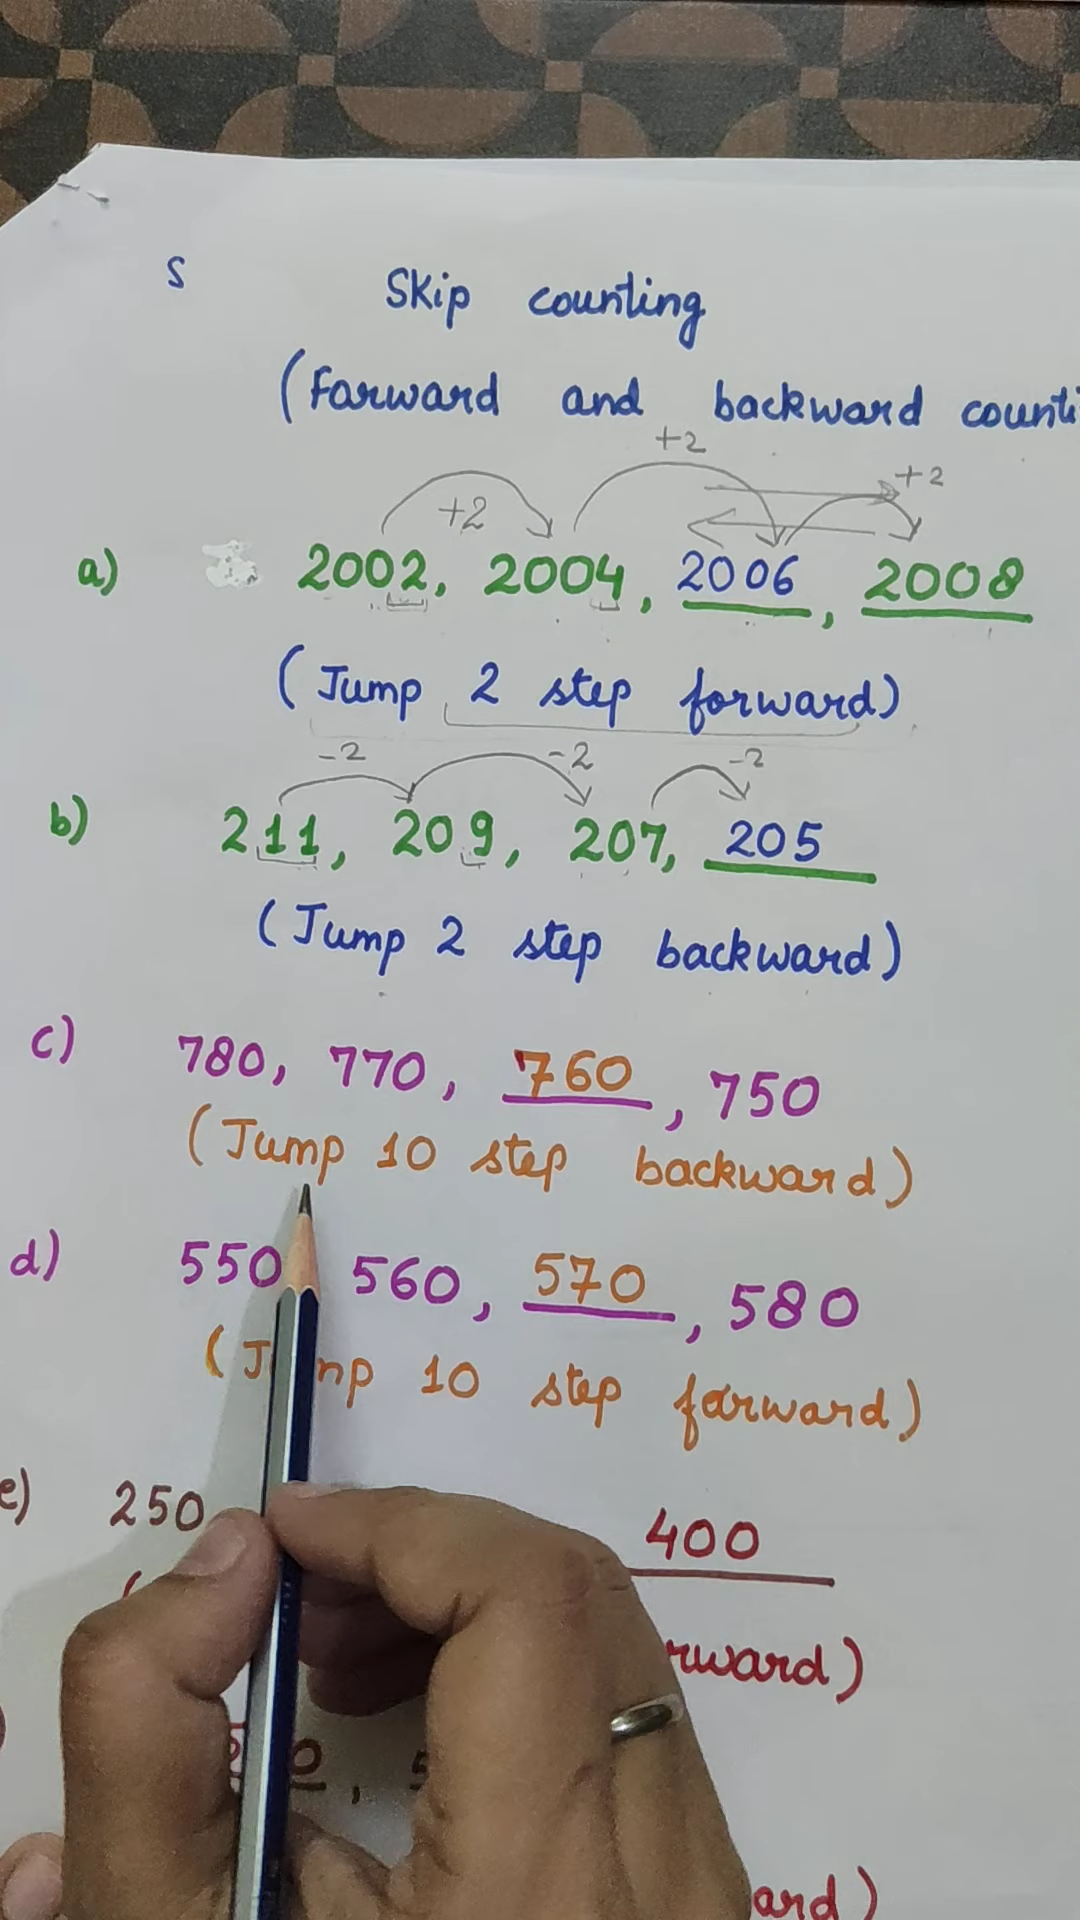 S Skip counting
(Forward and backward counti
+2 +2 +2
a) 2002, 2004, 2006, 2008
(Jump 2 step forward)
-2 -2 -2
b) 211, 209, 207, 205
(Jump 2 step backward)
c) 780, 770, 760, 750
(Jump 10 step backward)
d) 550 560, 570, 580
(J mp 10 step forward)
e) 250 400
( rward)
0, 5
ard)